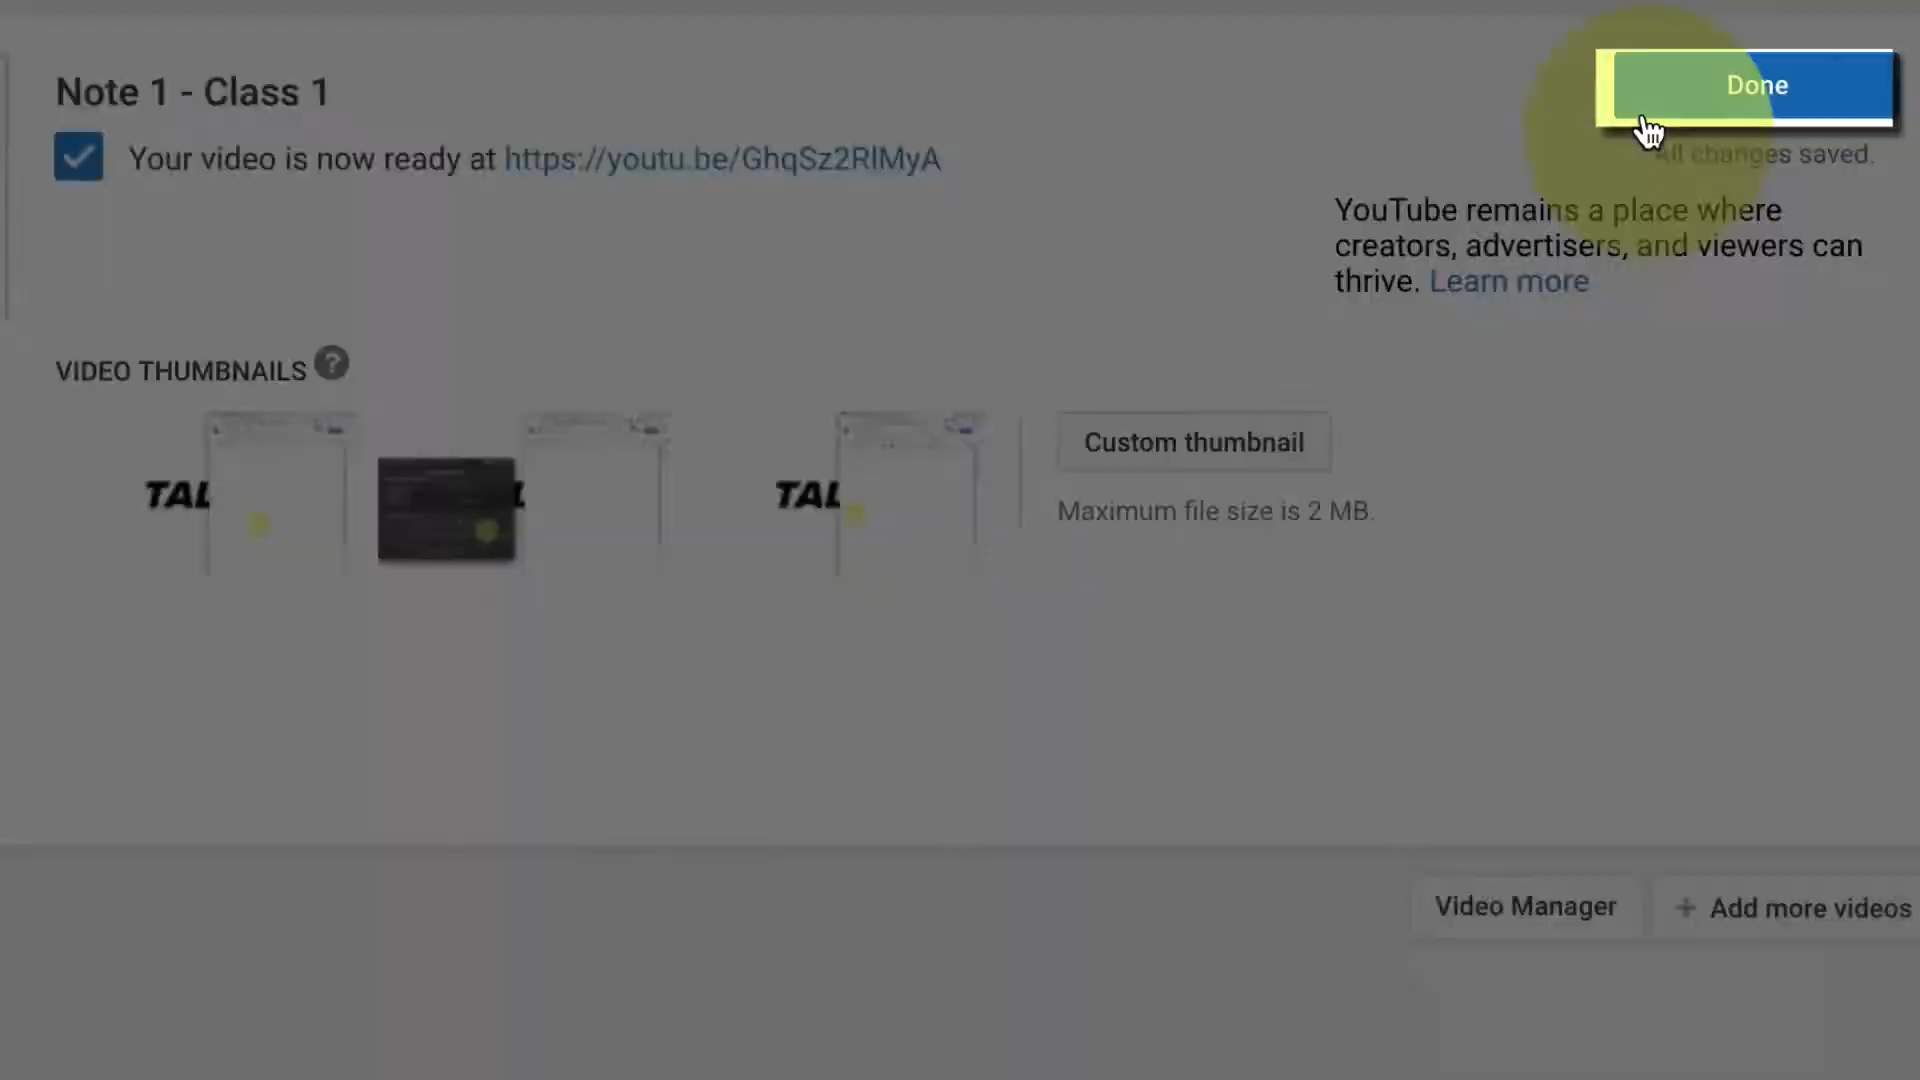 Note 1 - Class 1
Done
Your video is now ready at https://youtu.be/GhqSz2RlMyA
All changes saved.
YouTube remains a place where
creators, advertisers, and viewers can
thrive. Learn more
VIDEO THUMBNAILS ?
TAL
TAL
Custom thumbnail
Maximum file size is 2 MB.
Video Manager
+ Add more videos